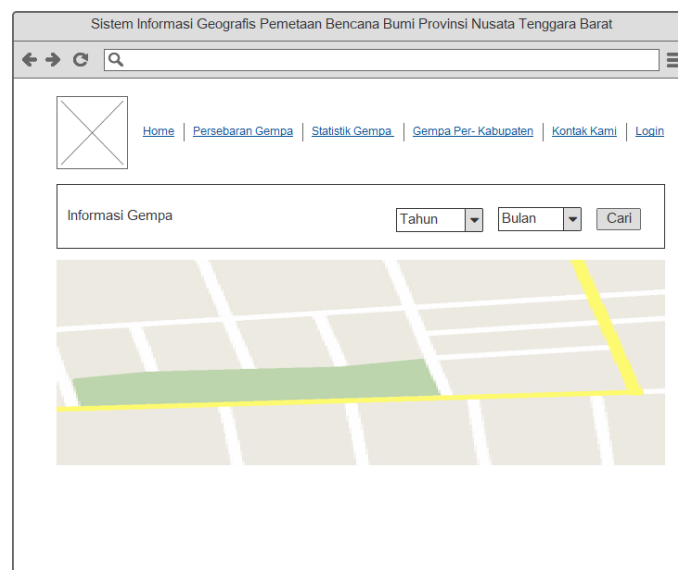 Sistem Informasi Geografis Pemetaan Bencana Bumi Provinsi Nusata Tenggara Barat
Home | Persebaran Gempa | Statistik Gempa | Gempa Per- Kabupaten | Kontak Kami | Login
Informasi Gempa Tahun Bulan Cari